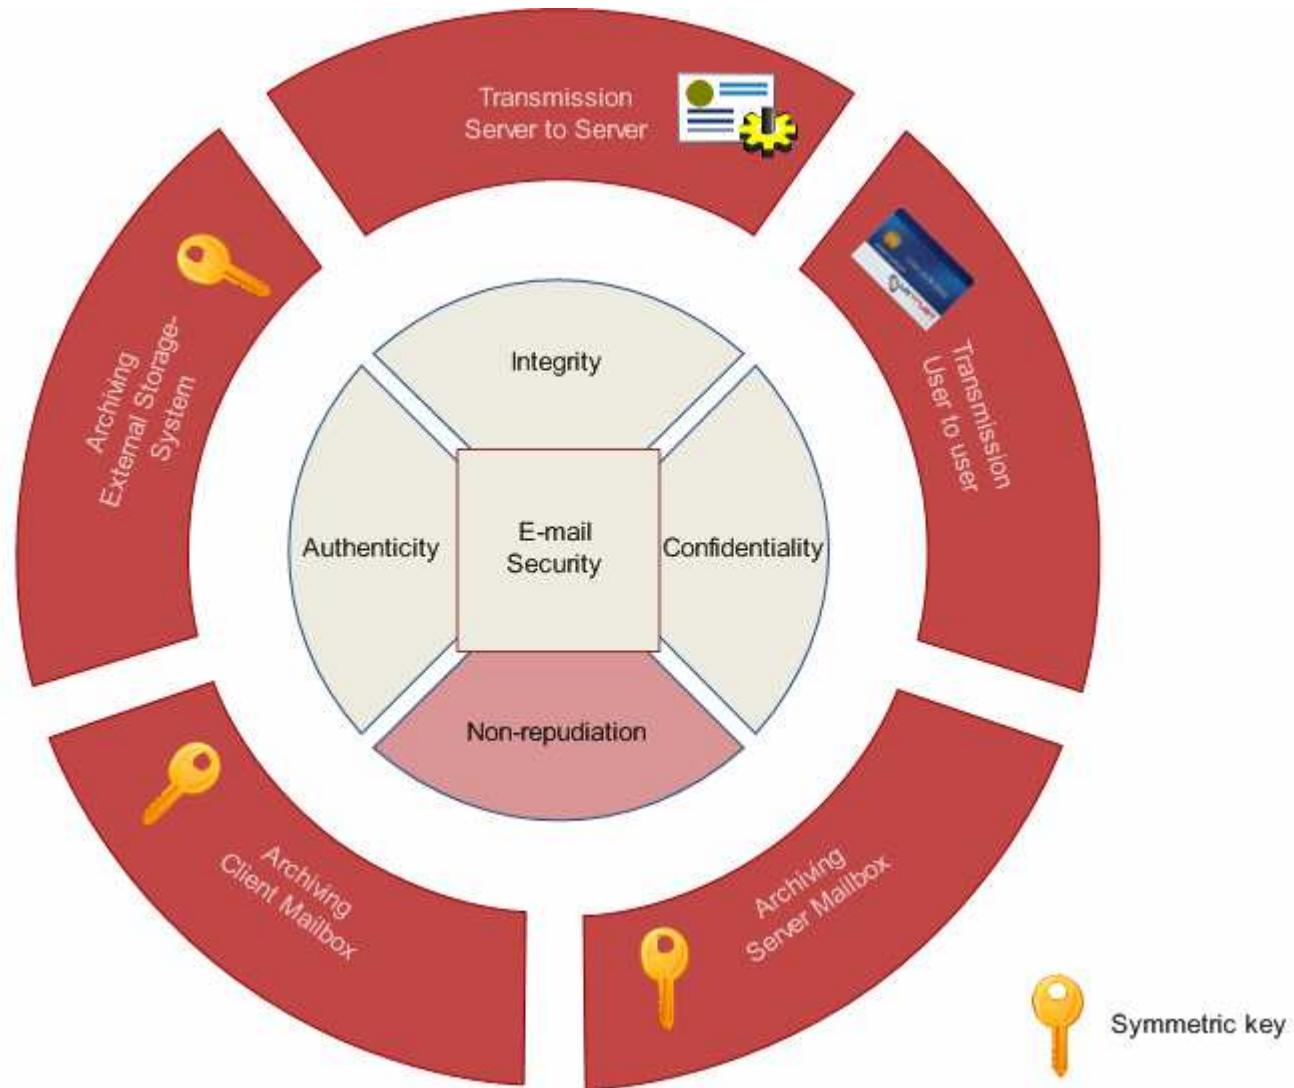 Transmission
Server to Server
Transmission
User to user
Archiving
External Storage-
System
Integrity
Authenticity
E-mail
Security
Confidentiality
Non-repudiation
Archiving
Client Mailbox
Archiving
Server Mailbox
Symmetric key